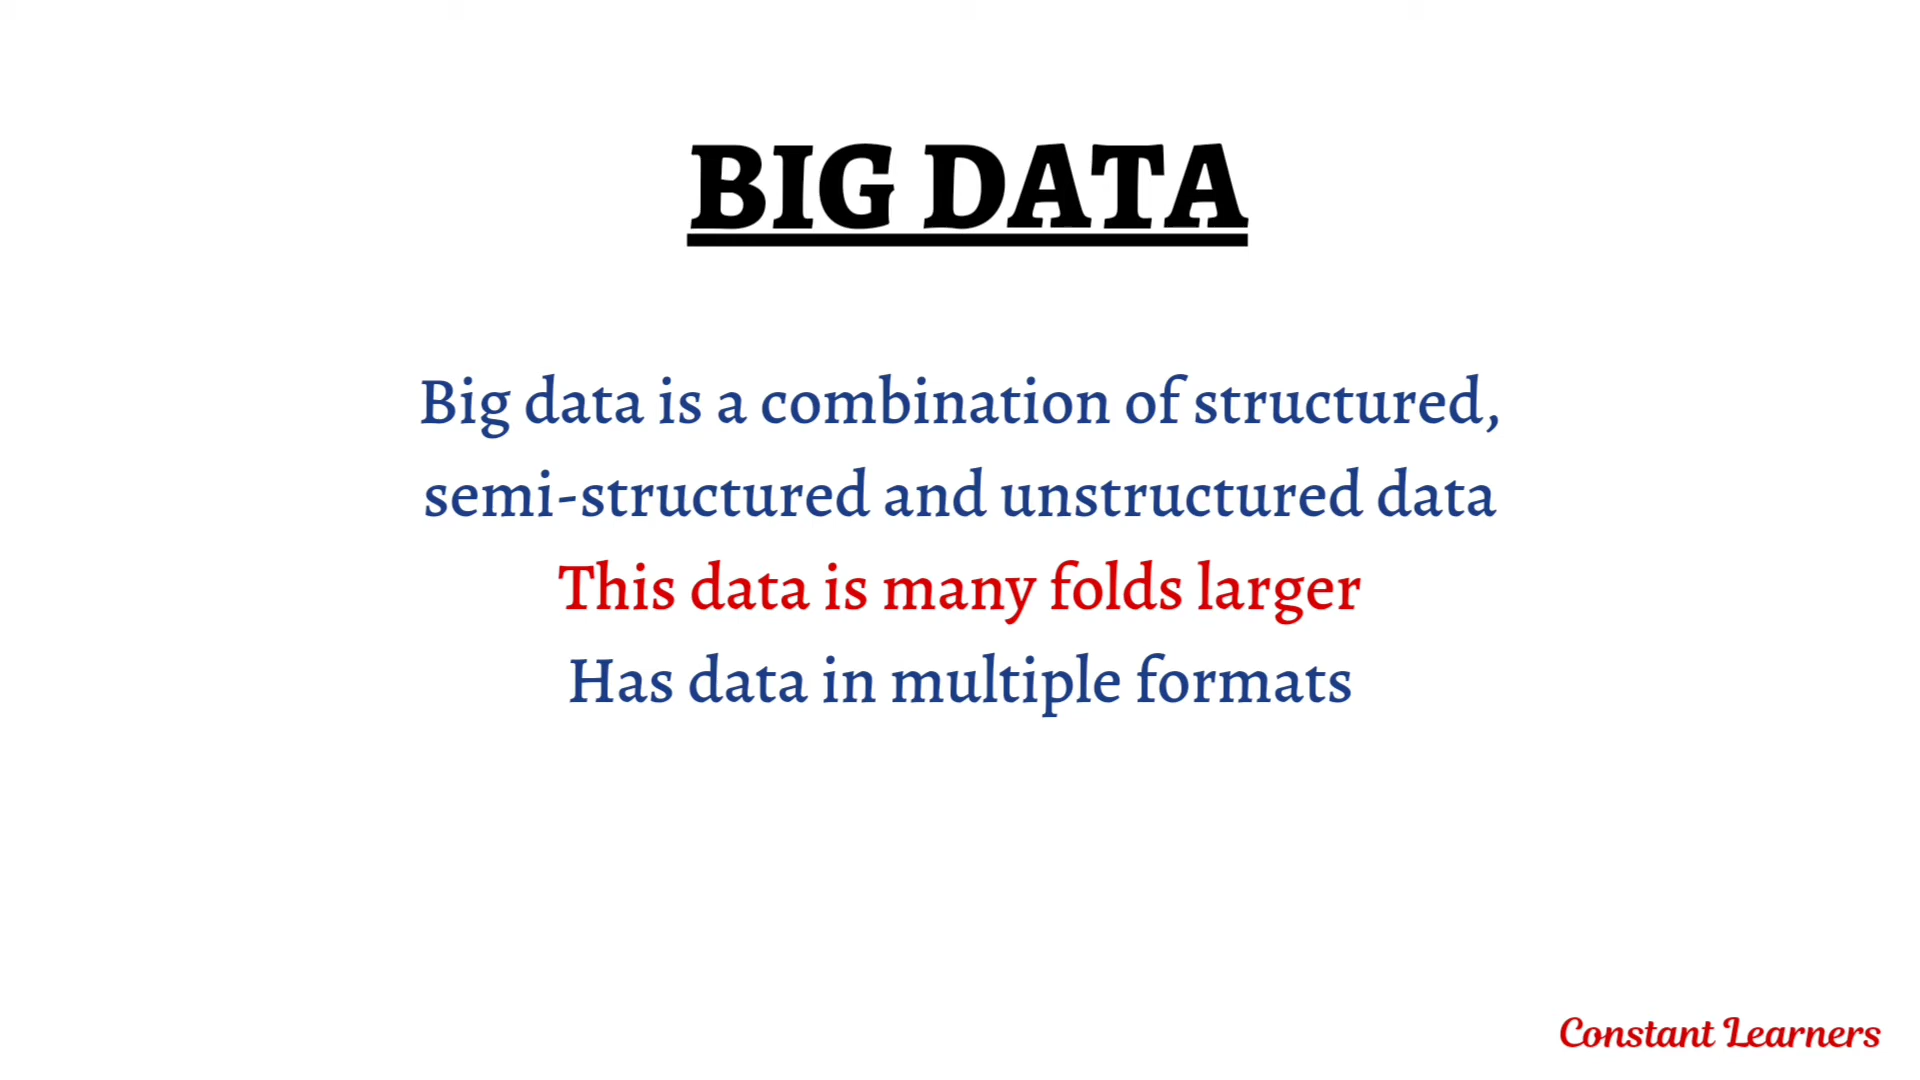 BIG DATA
Big data is a combination of structured,
semi-structured and unstructured data
This data is many folds larger
Has data in multiple formats
Constant Learners